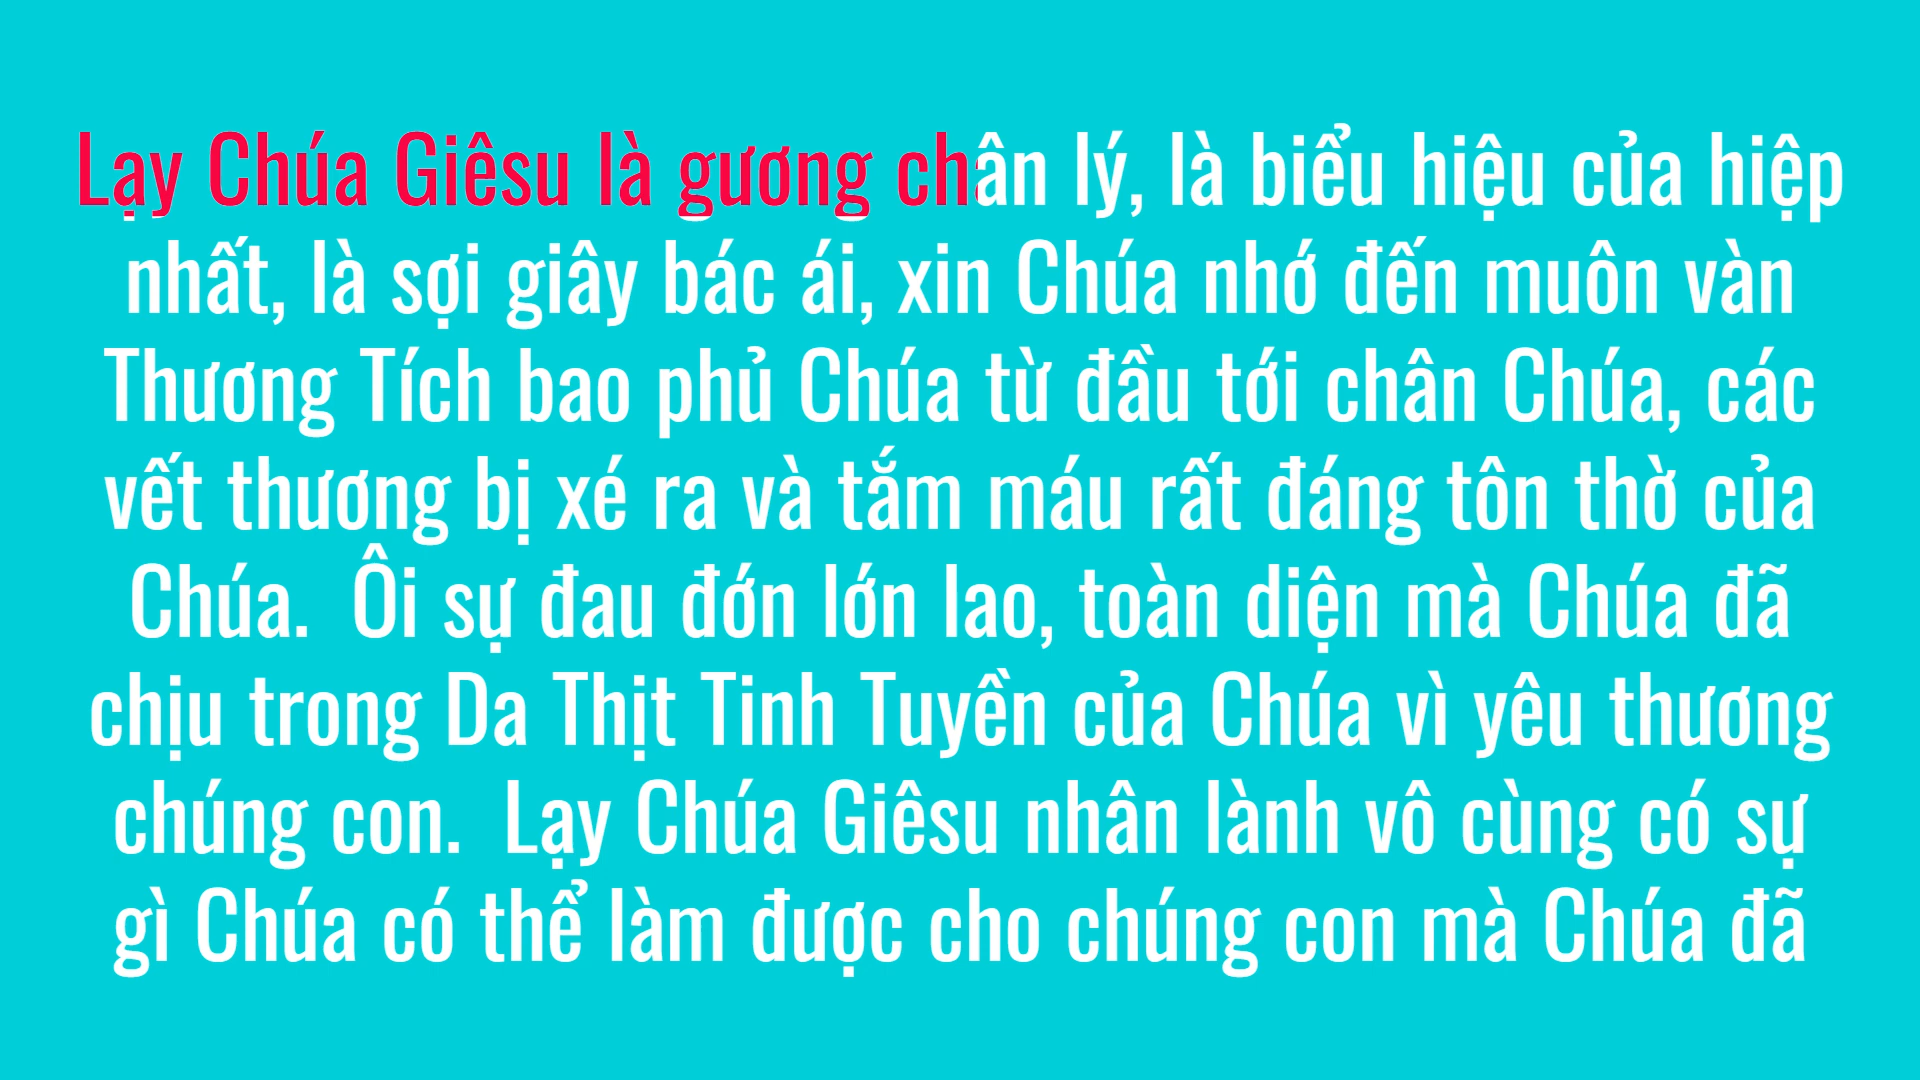 Lạy Chúa Giêsu là gương chân lý, là biểu hiệu của hiệp
nhất, là sợi giây bác ái, xin Chúa nhớ đến muôn vàn
Thương Tích bao phủ Chúa từ đầu tới chân Chúa, các
vết thương bị xé ra và tắm máu rất đáng tôn thờ của
Chúa.  Ôi sự đau đớn lớn lao, toàn diện mà Chúa đã
chịu trong Da Thịt Tinh Tuyền của Chúa vì yêu thương
chúng con.  Lạy Chúa Giêsu nhân lành vô cùng có sự
gì Chúa có thể làm được cho chúng con mà Chúa đã